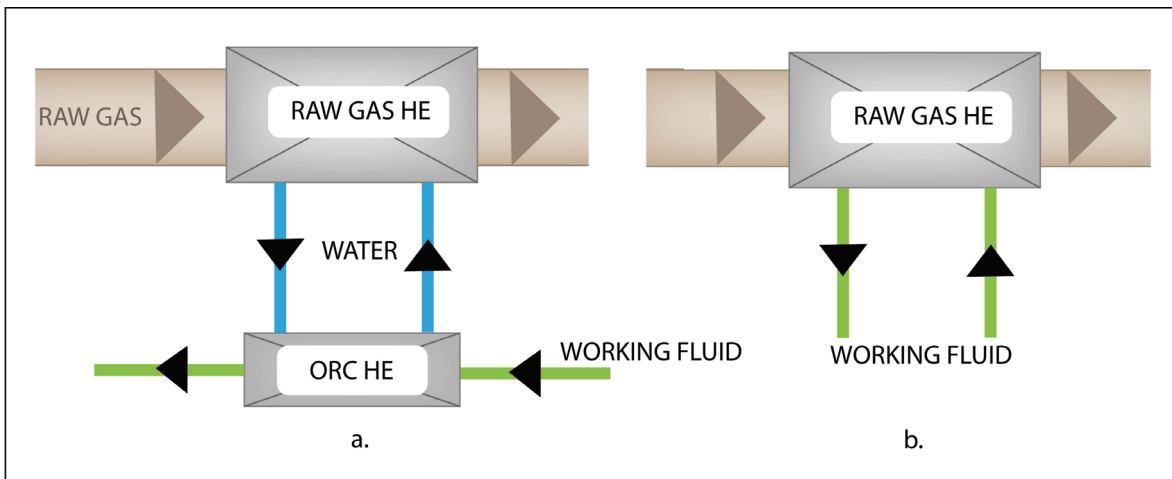 RAW GAS
RAW GAS HE
WATER
ORC HE
WORKING FLUID
a.
RAW GAS HE
WORKING FLUID
b.